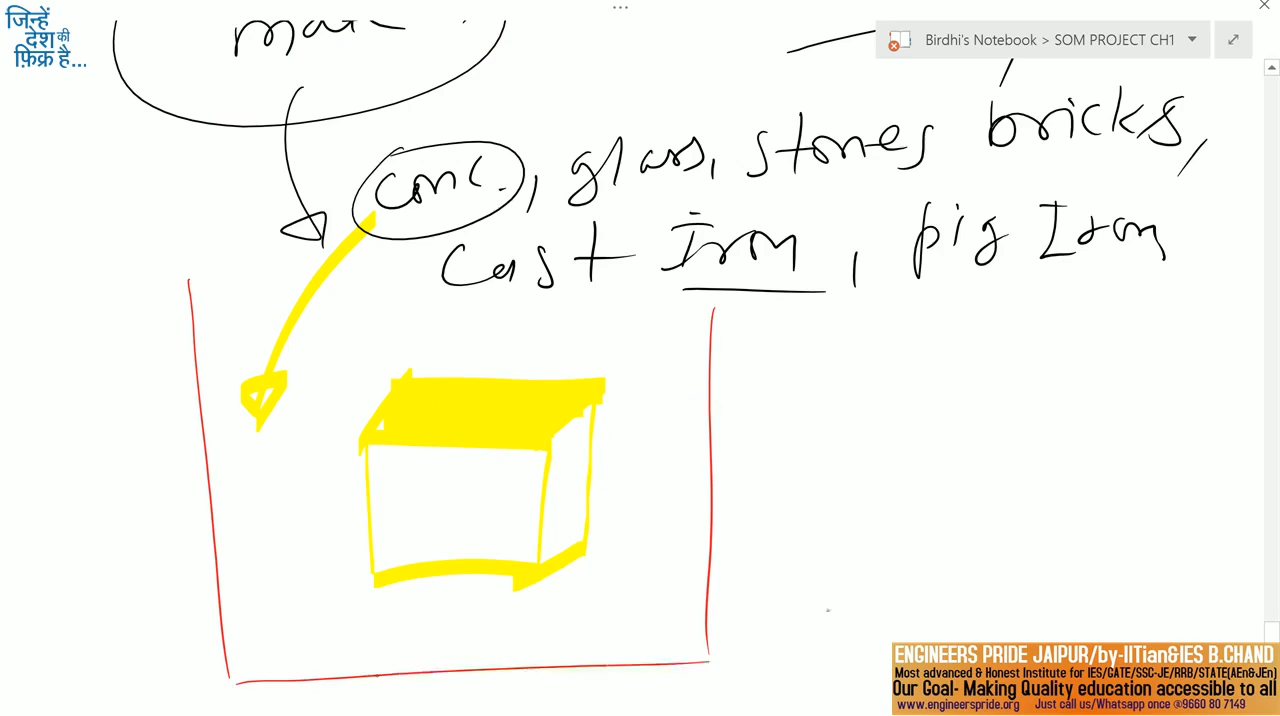 जिन्हें
देश की
फ़िक्र है...
Birdhi's Notebook > SOM PROJECT CH1
conc., glass, stones bricks,
Cast Iron, pig Iron
ENGINEERS PRIDE JAIPUR/by-IITian&IES B.CHAND
Most advanced & Honest Institute for IES/GATE/SSC-JE/RRB/STATE(AEn&JEn)
Our Goal- Making Quality education accessible to all
www.engineerspride.org Just call us/Whatsapp once @9660 80 7149